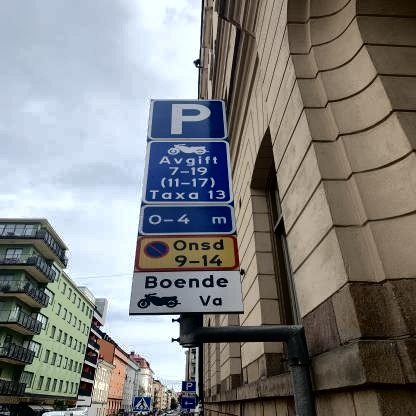 P
Avgift
7-19
(11-17)
Taxa 13
0-4 m
Onsd
9-14
Boende
Va
P